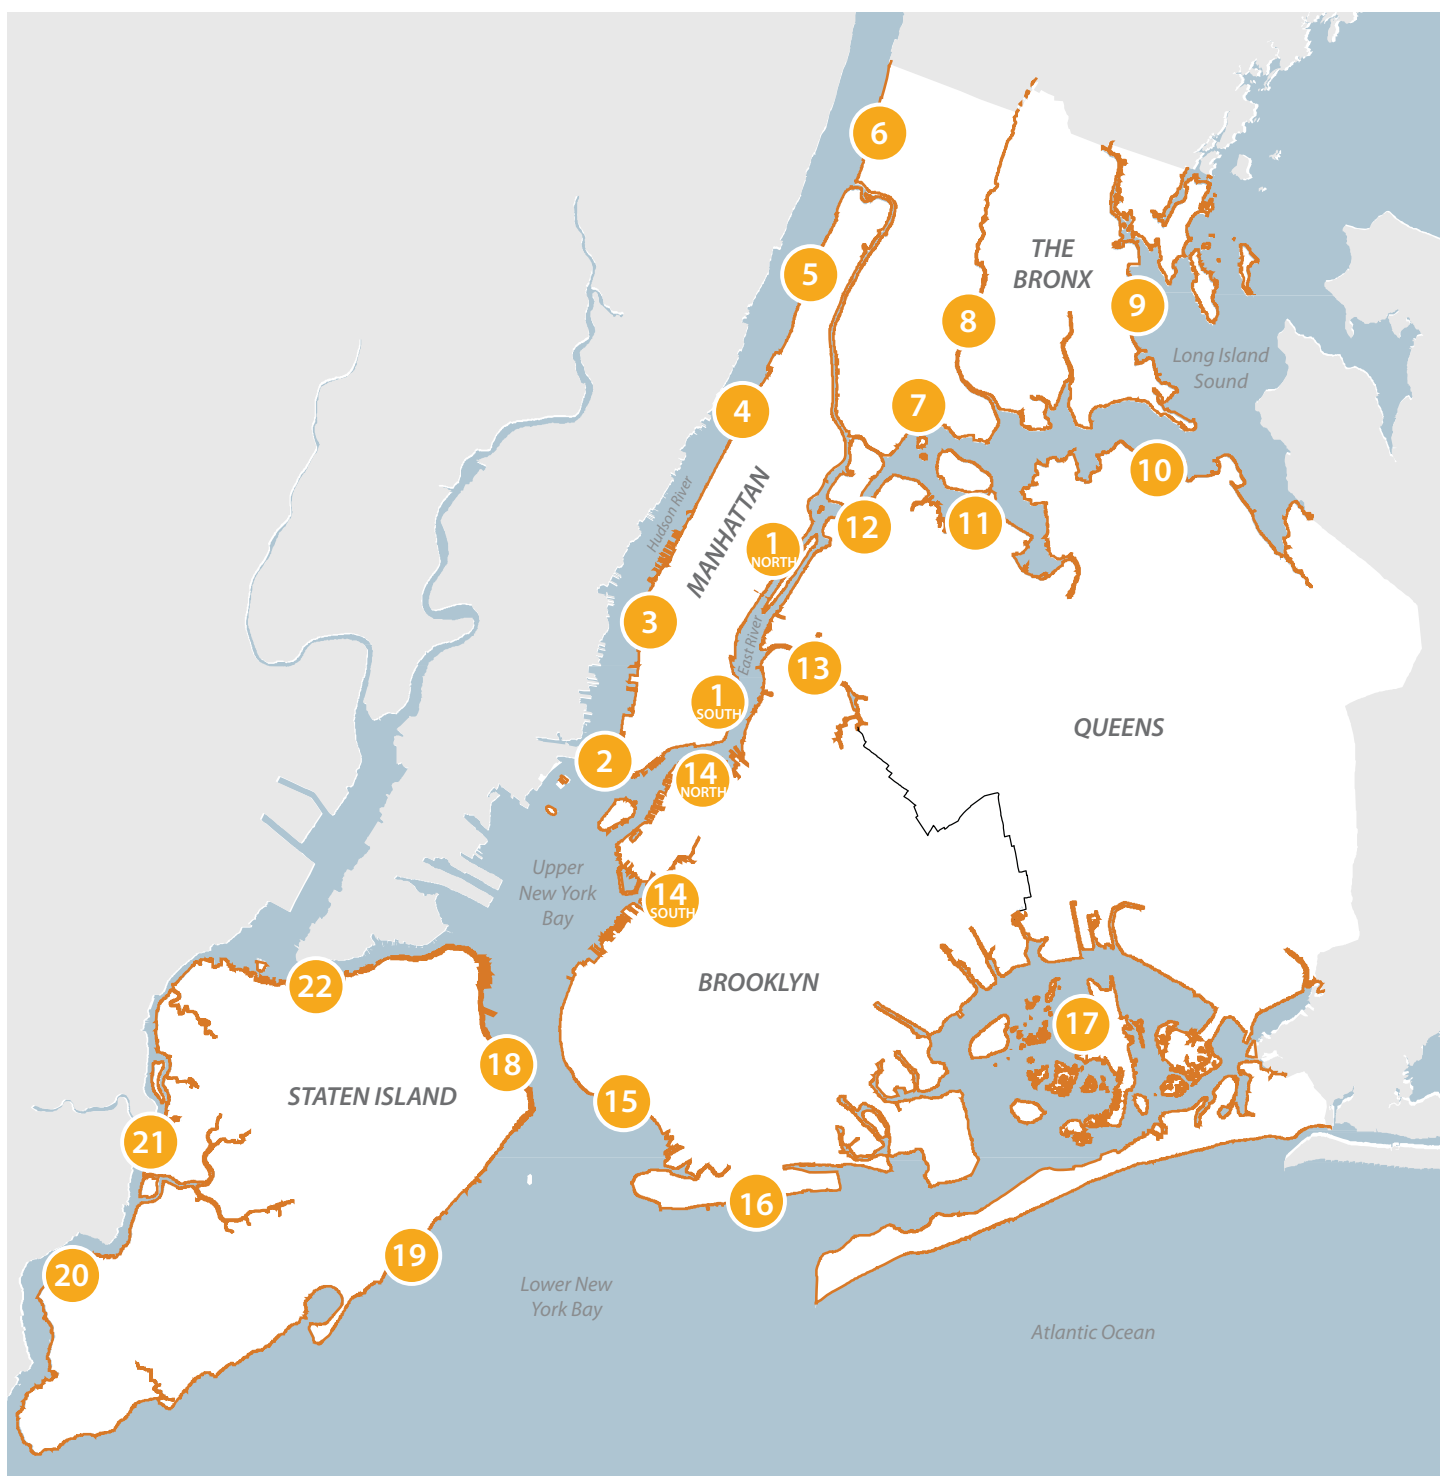 6
THE
BRONX
5
9
8
Long Island
Sound
4
7
10
Hudson River
MANHATTAN
11
12
1
NORTH
3
East River
13
1
SOUTH
QUEENS
2
14
NORTH
Upper
New York
Bay
14
SOUTH
BROOKLYN
22
17
18
STATEN ISLAND
15
21
16
19
20
Lower New
York Bay
Atlantic Ocean